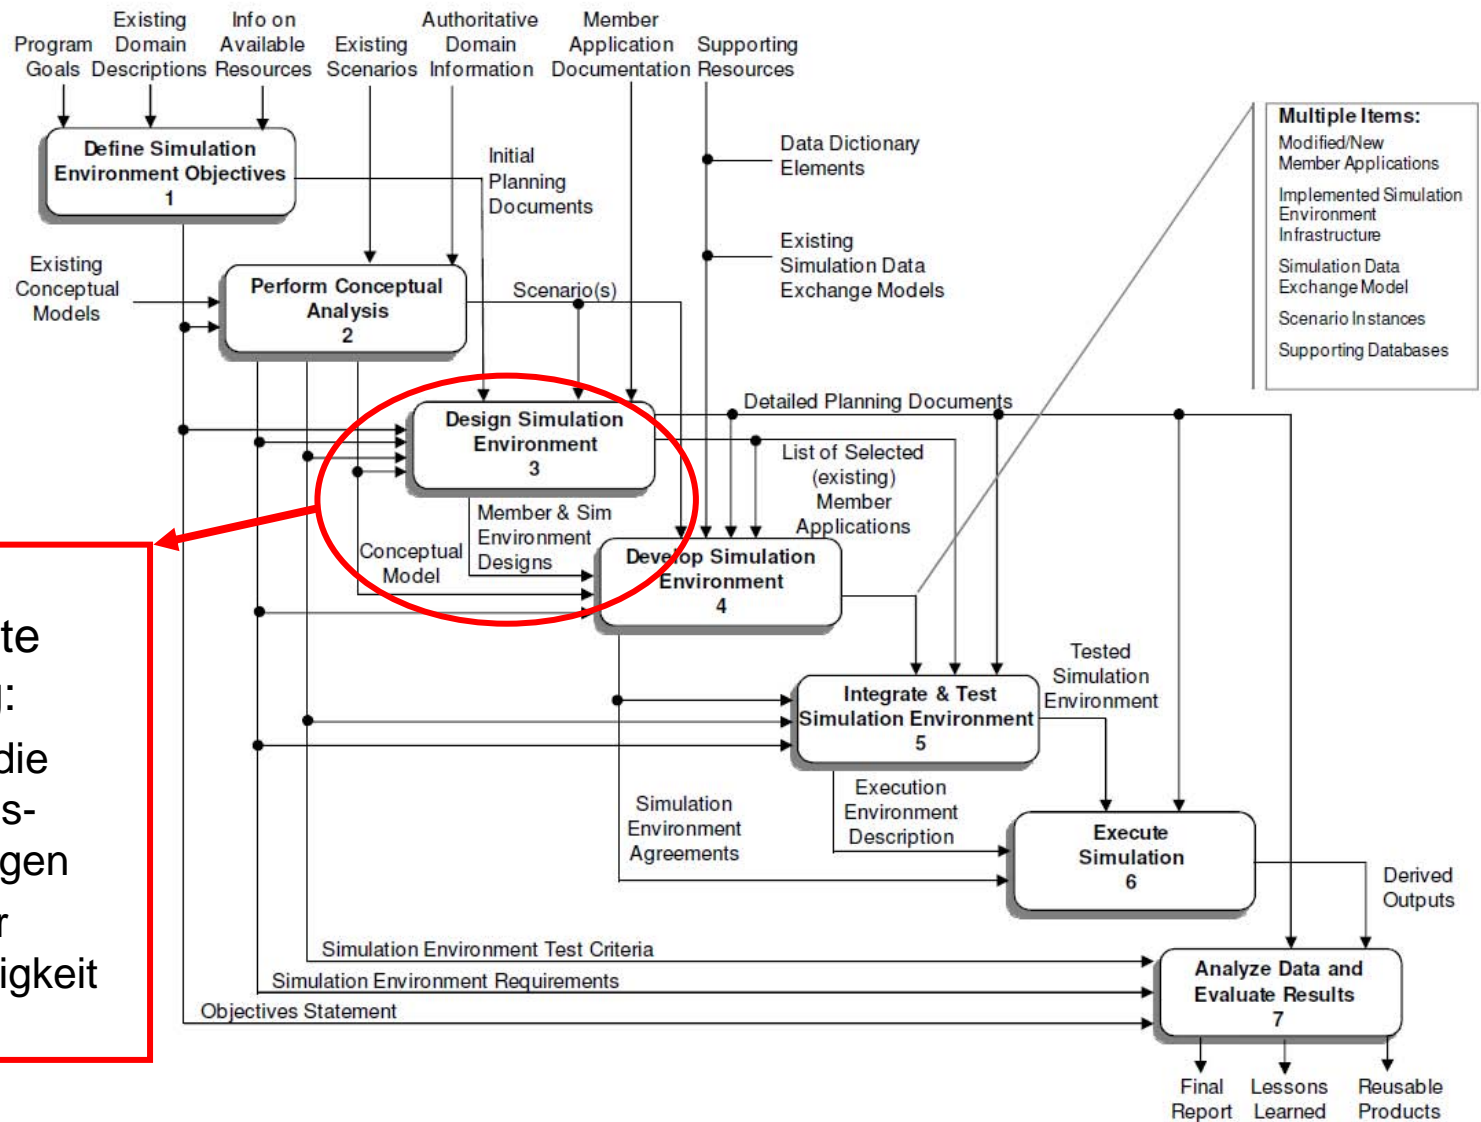 Program
Goals
Existing
Domain
Descriptions
Info on
Available
Resources
Existing
Scenarios
Authoritative
Domain
Information
Member
Application
Documentation
Supporting
Resources
Define Simulation
Environment Objectives
1
Initial
Planning
Documents
Data Dictionary
Elements
Existing
Simulation Data
Exchange Models
Multiple Items:
Modified/New
Member Applications
Implemented Simulation
Environment
Infrastructure
Simulation Data
Exchange Model
Scenario Instances
Supporting Databases
Existing
Conceptual
Models
Perform Conceptual
Analysis
2
Scenario(s)
Design Simulation
Environment
3
Detailed Planning Documents
List of Selected
(existing)
Member
Applications
Member & Sim
Environment
Designs
Conceptual
Model
Develop Simulation
Environment
4
te
g:
die
s-
gen
r
igkeit
Integrate & Test
Simulation Environment
5
Tested
Simulation
Environment
Simulation
Environment
Agreements
Execution
Environment
Description
Execute
Simulation
6
Derived
Outputs
Simulation Environment Test Criteria
Simulation Environment Requirements
Objectives Statement
Analyze Data and
Evaluate Results
7
Final
Report
Lessons
Learned
Reusable
Products